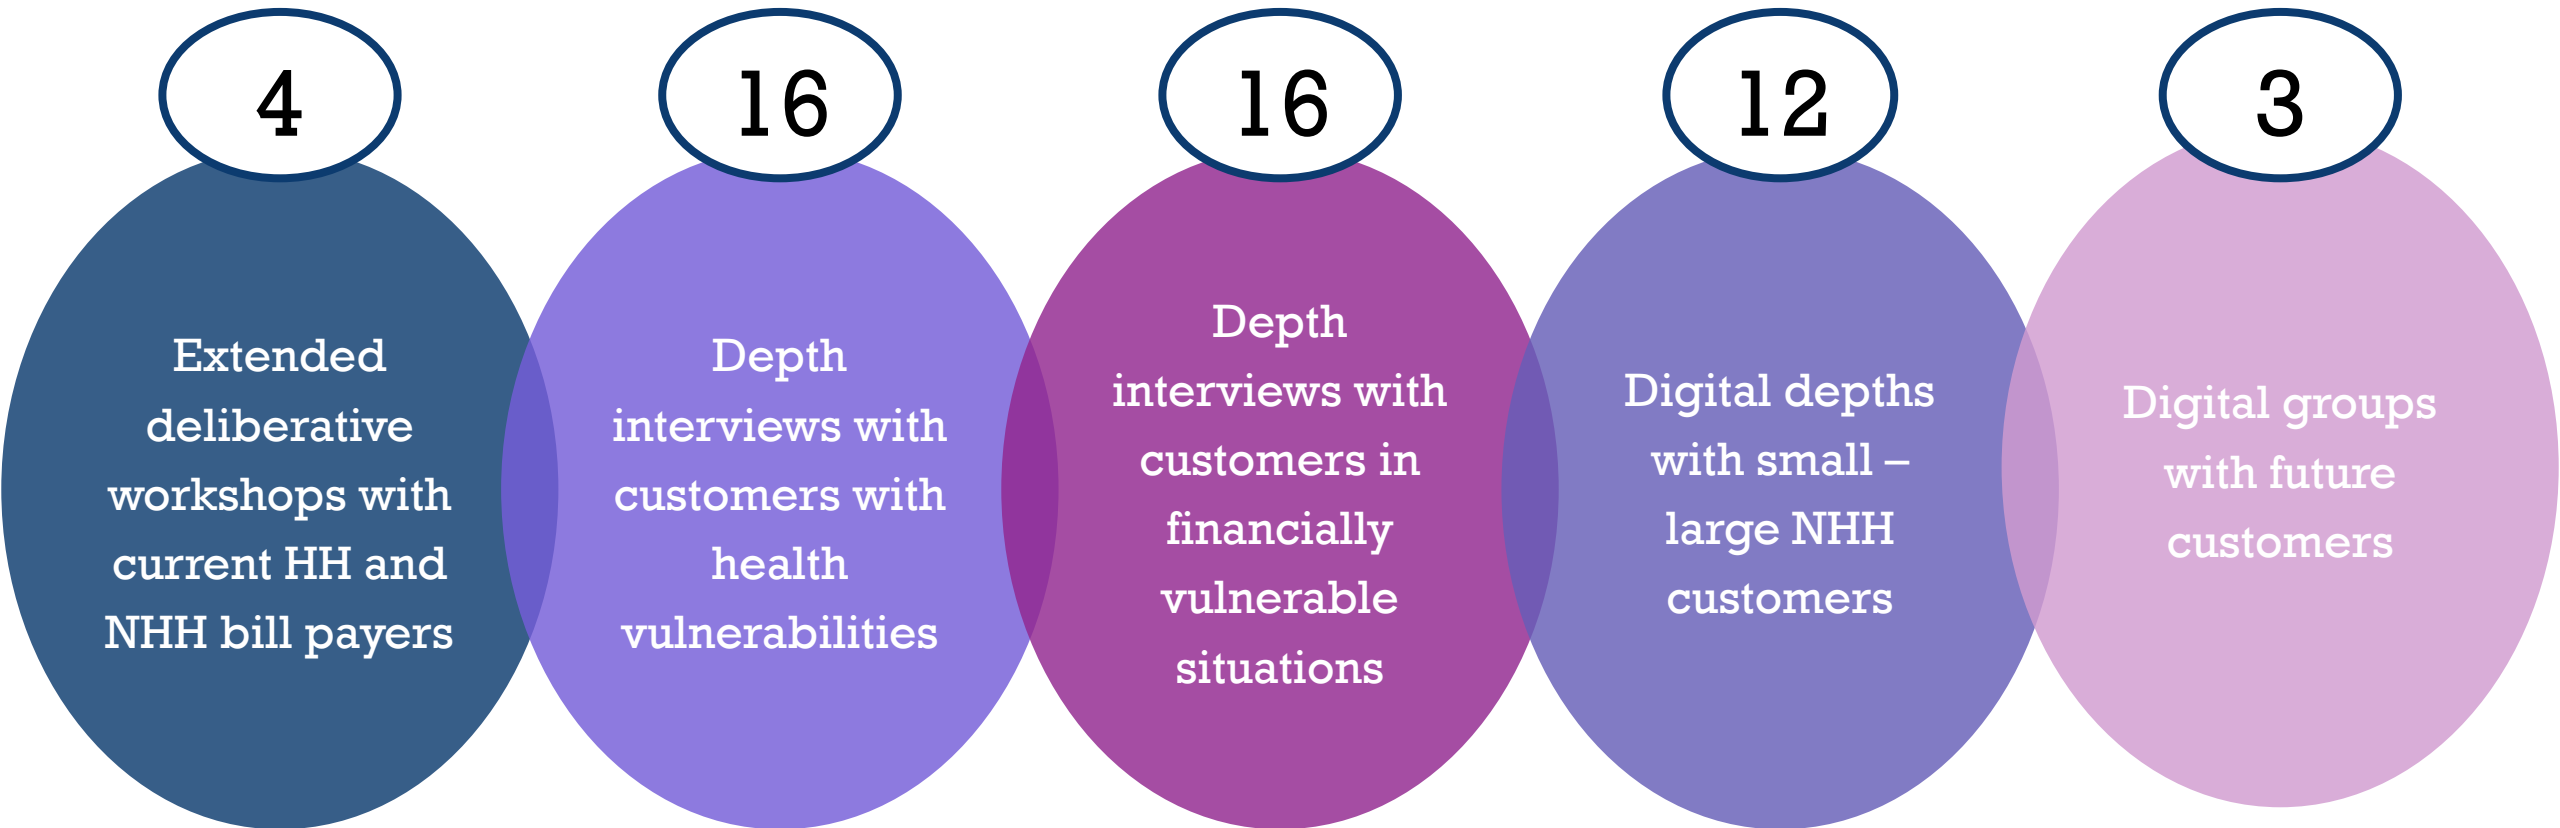 4
Extended
deliberative
workshops with
current HH and
NHH bill payers
16
Depth
interviews with
customers with
health
vulnerabilities
16
Depth
interviews with
customers in
financially
vulnerable
situations
12
Digital depths
with small –
large NHH
customers
3
Digital groups
with future
customers